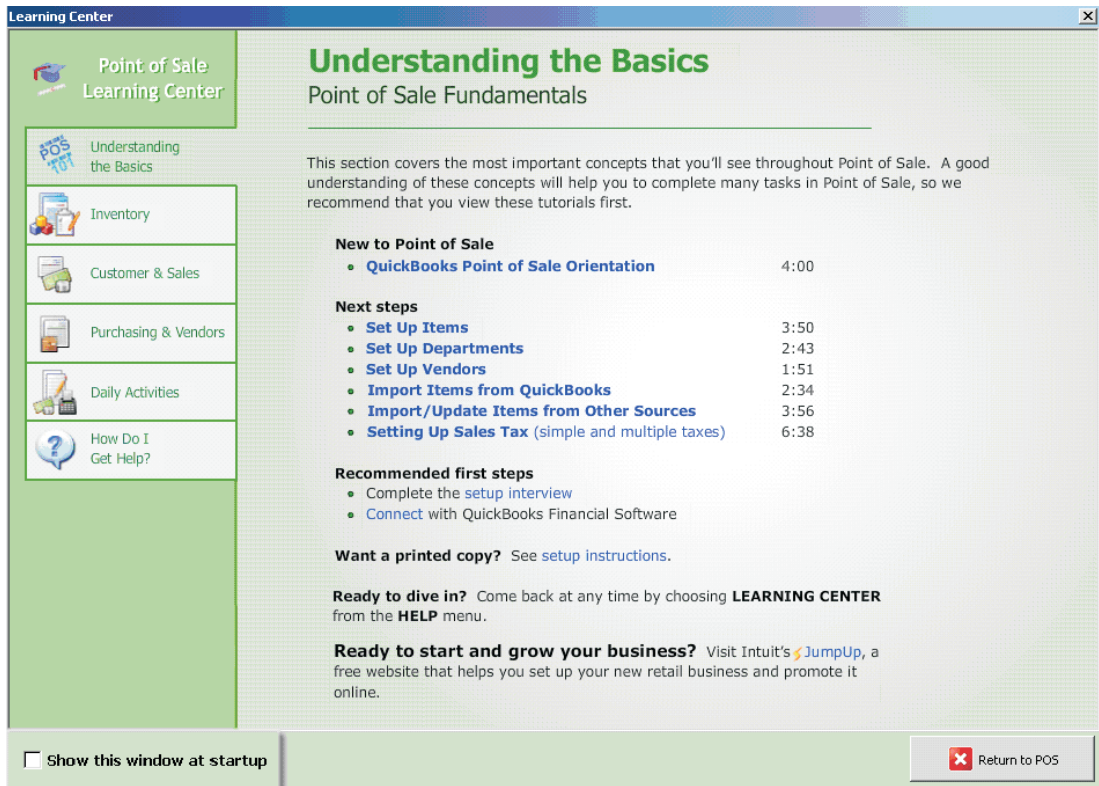 Learning Center
Point of Sale
Learning Center
POS
101
Understanding
the Basics
Inventory
Customer & Sales
Purchasing & Vendors
Daily Activities
How Do I
Get Help?
Understanding the Basics
Point of Sale Fundamentals
This section covers the most important concepts that you'll see throughout Point of Sale. A good
understanding of these concepts will help you to complete many tasks in Point of Sale, so we
recommend that you view these tutorials first.
New to Point of Sale
QuickBooks Point of Sale Orientation 4:00
Next steps
Set Up Items 3:50
Set Up Departments 2:43
Set Up Vendors 1:51
Import Items from QuickBooks 2:34
Import/Update Items from Other Sources 3:56
Setting Up Sales Tax (simple and multiple taxes) 6:38
Recommended first steps
Complete the setup interview
Connect with QuickBooks Financial Software
Want a printed copy? See setup instructions.
Ready to dive in? Come back at any time by choosing LEARNING CENTER
from the HELP menu.
Ready to start and grow your business? Visit Intuit's JumpUp, a
free website that helps you set up your new retail business and promote it
online.
Show this window at startup
Return to POS